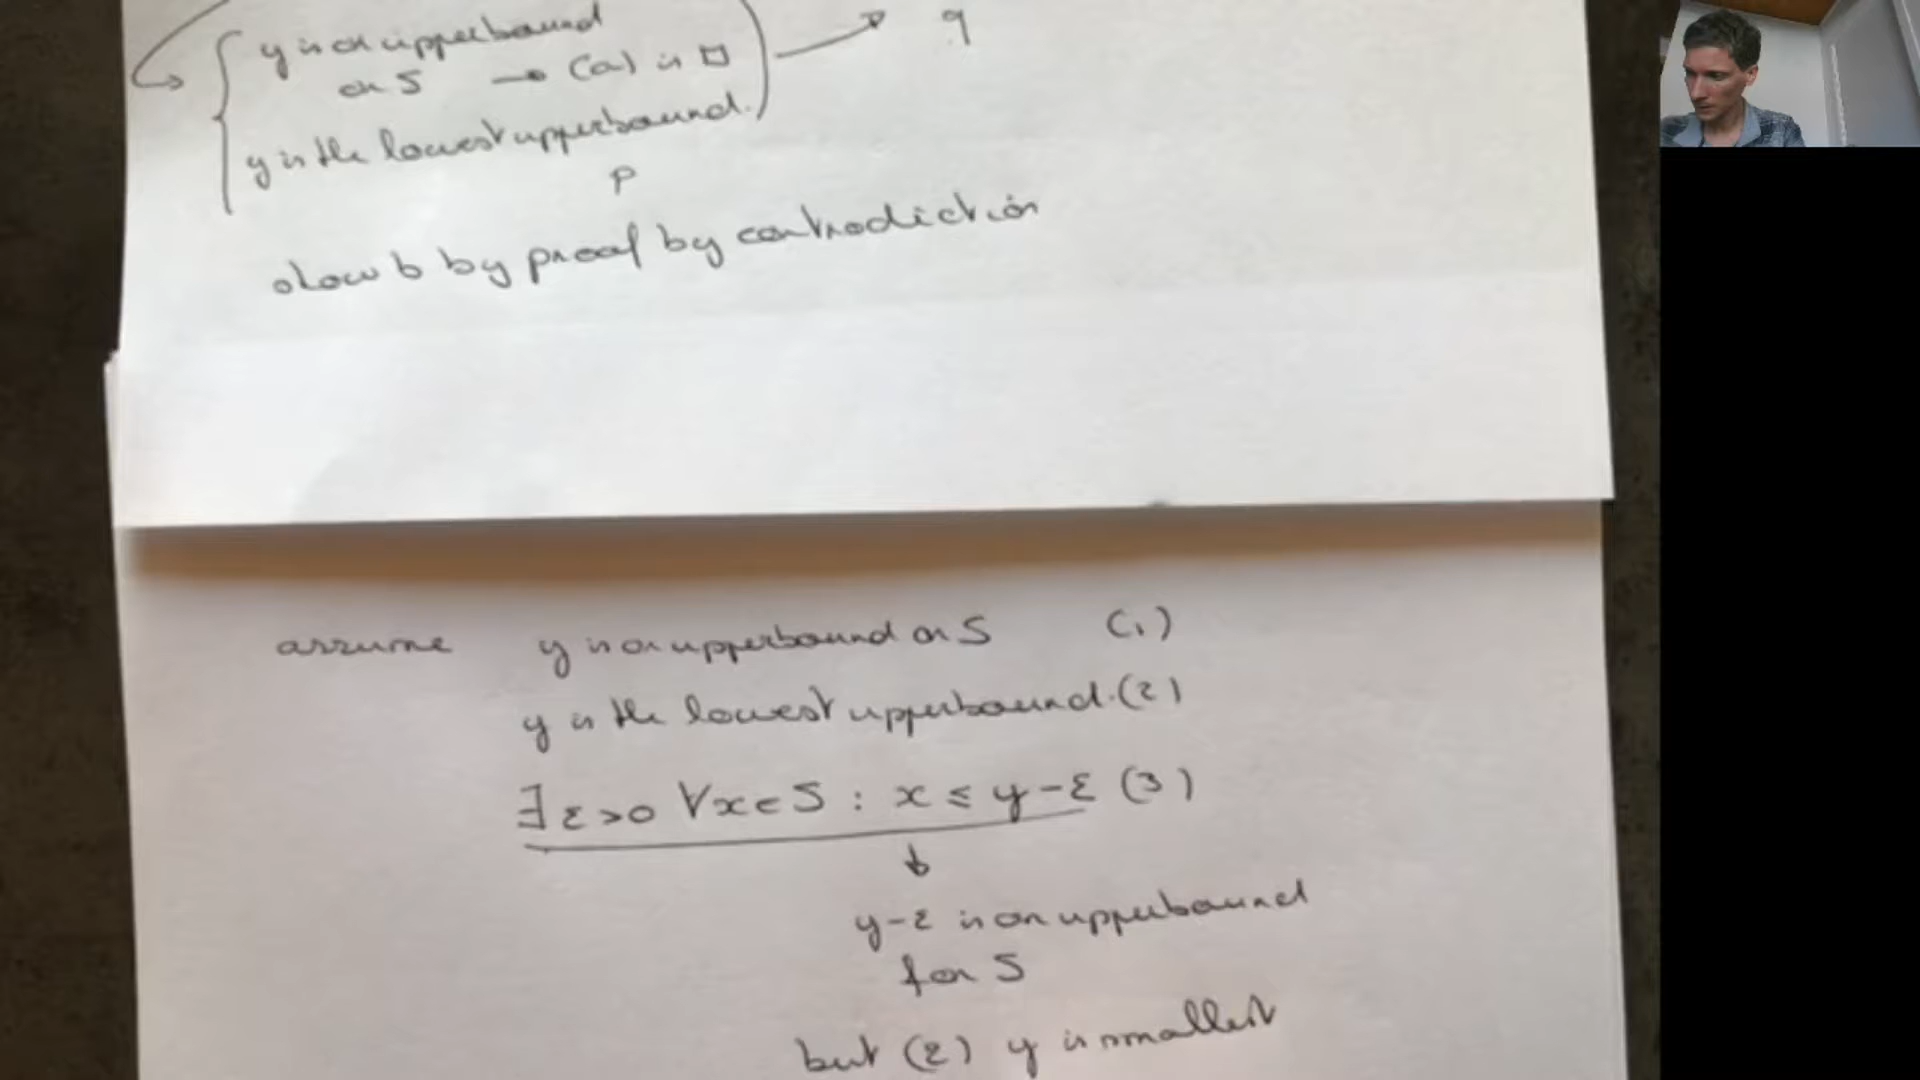 y is an upperbound
on S → (a) is □
q
y is the lowest upperbound.
p
show b by proof by contradiction
assume y is an upperbound on S (1)
y is the lowest upperbound. (2)
∃ε>0 ∀x∈S : x ≤ y-ε (3)
↓
y-ε is an upperbound
for S
but (2) y is smallest